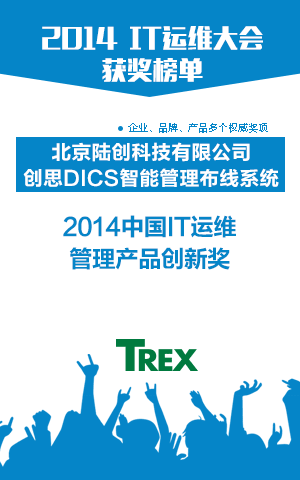 2014 IT运维大会
获奖榜单
● 企业、品牌、产品多个权威奖项
北京陆创科技有限公司
创思DICS智能管理布线系统
2014中国IT运维
管理产品创新奖
TREX